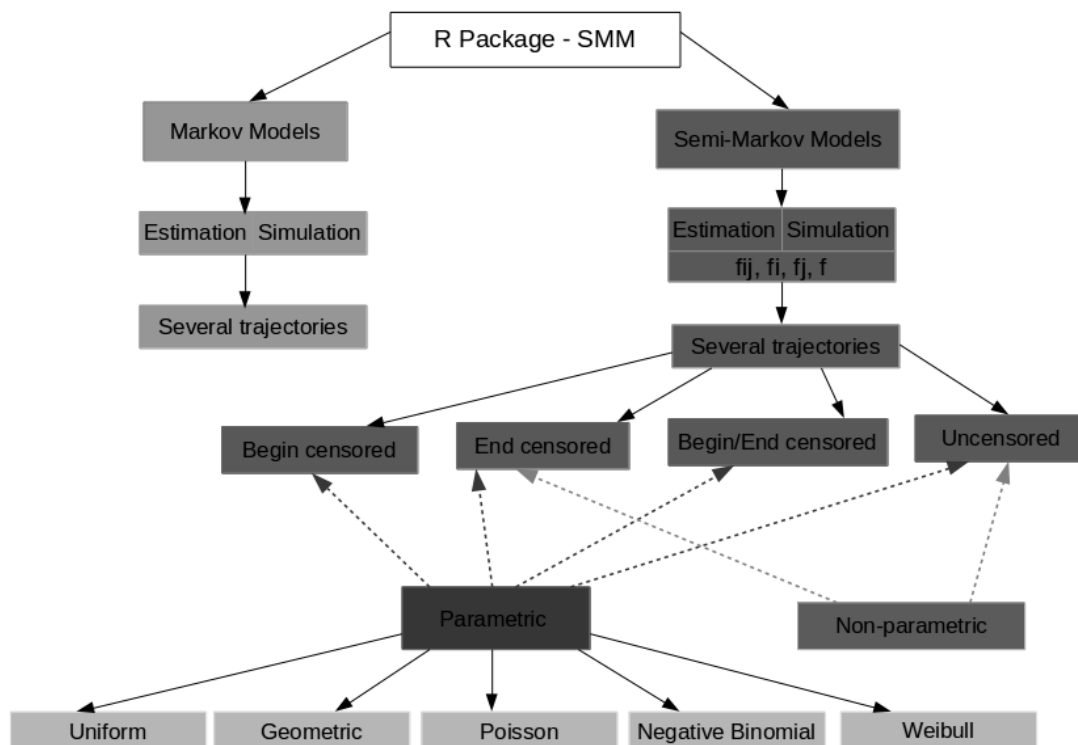 R Package - SMM
Markov Models
Semi-Markov Models
Estimation Simulation
Estimation Simulation
fij, fi, fj, f
Several trajectories
Several trajectories
Begin censored
End censored
Begin/End censored
Uncensored
Parametric
Non-parametric
Uniform
Geometric
Poisson
Negative Binomial
Weibull